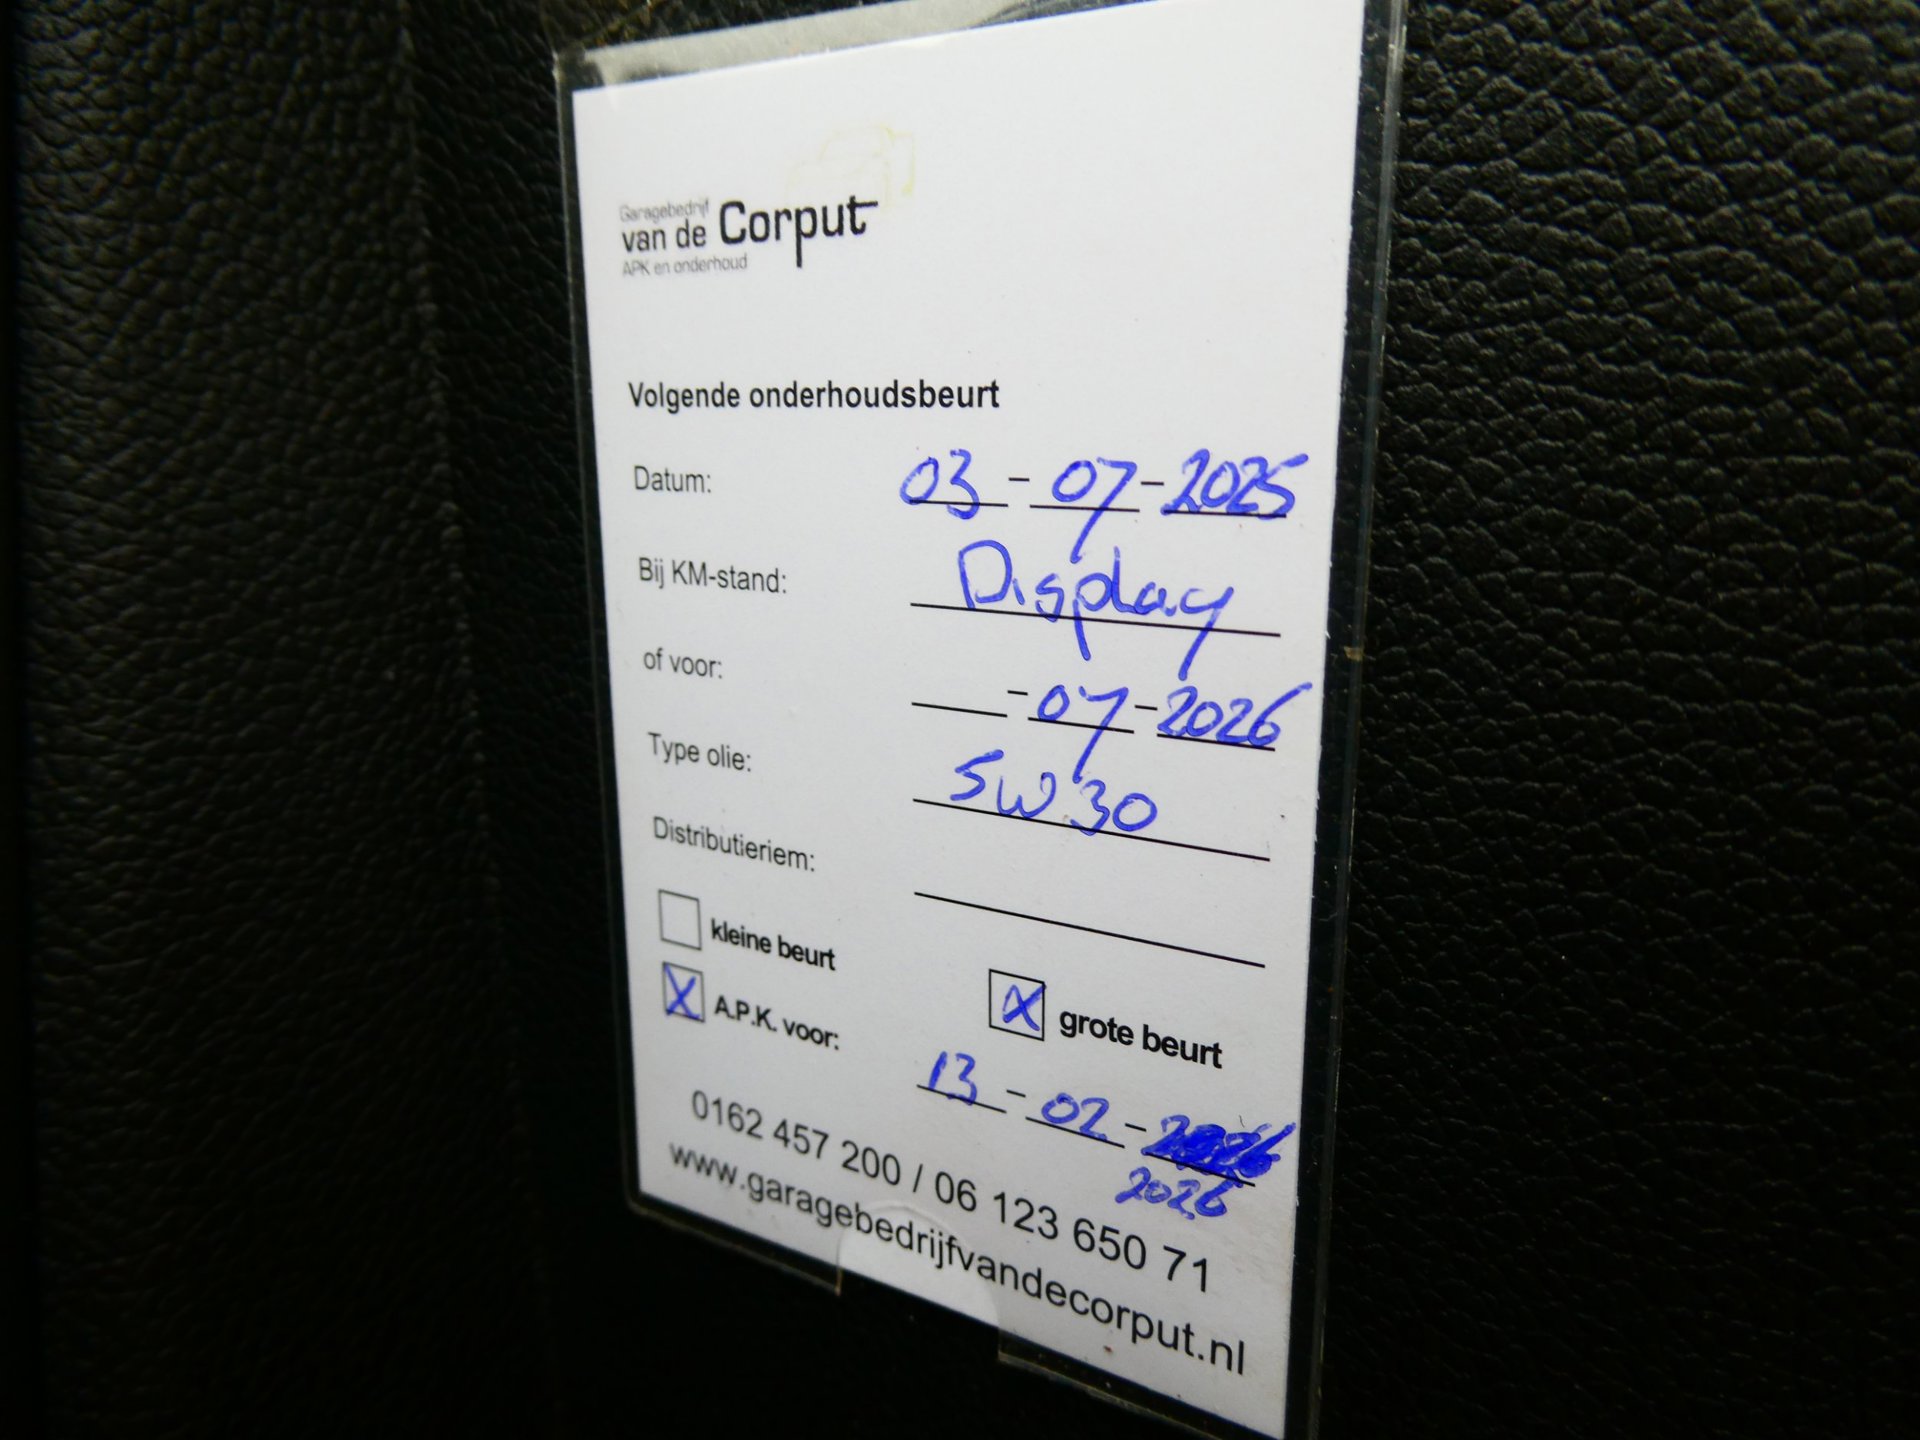 Garagebedrijf
van de Corput
APK en onderhoud
Volgende onderhoudsbeurt
Datum: 03 - 07 - 2025
Bij KM-stand: Display
of voor: - 07 - 2026
Type olie: 5W30
Distributieriem:
kleine beurt
X grote beurt
X A.P.K. voor: 13 - 02 -
2026
0162 457 200 / 06 123 650 71
www.garagebedrijfvandecorput.nl